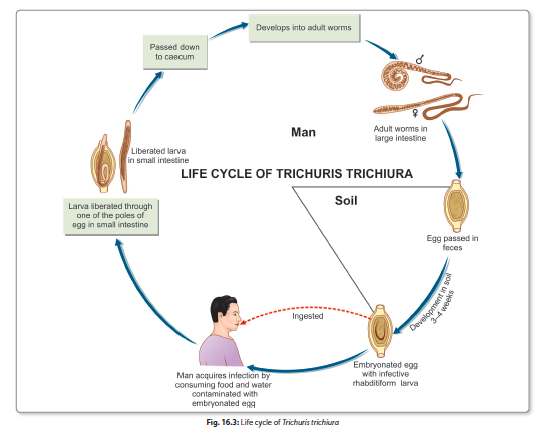 Develops into adult worms
Passed down
to caecum
♂
♀
Adult worms in
large intestine
Man
Liberated larva
in small intestine
LIFE CYCLE OF TRICHURIS TRICHIURA
Soil
Larva liberated through
one of the poles of
egg in small intestine
Egg passed in
feces
Development in soil
3–4 weeks
Ingested
Embryonated egg
with infective
rhabditiform larva
Man acquires infection by
consuming food and water
contaminated with
embryonated egg
Fig. 16.3: Life cycle of Trichuris trichiura